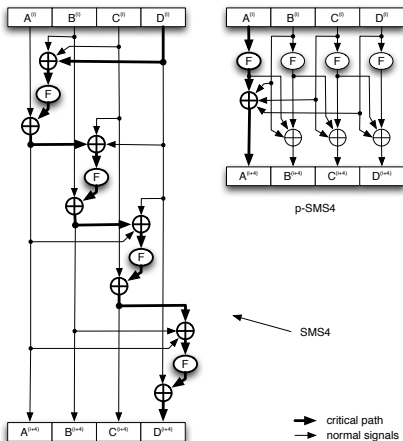 A(i) B(i) C(i) D(i)
A(i) B(i) C(i) D(i)
F F F F
F
F
A(i+4) B(i+4) C(i+4) D(i+4)
p-SMS4
F
SMS4
F
critical path
normal signals
A(i+4) B(i+4) C(i+4) D(i+4)